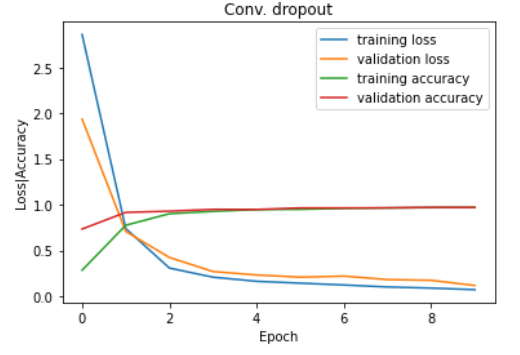 Conv. dropout
training loss
validation loss
training accuracy
validation accuracy
Loss|Accuracy
2.5
2.0
1.5
1.0
0.5
0.0
0 2 4 6 8
Epoch